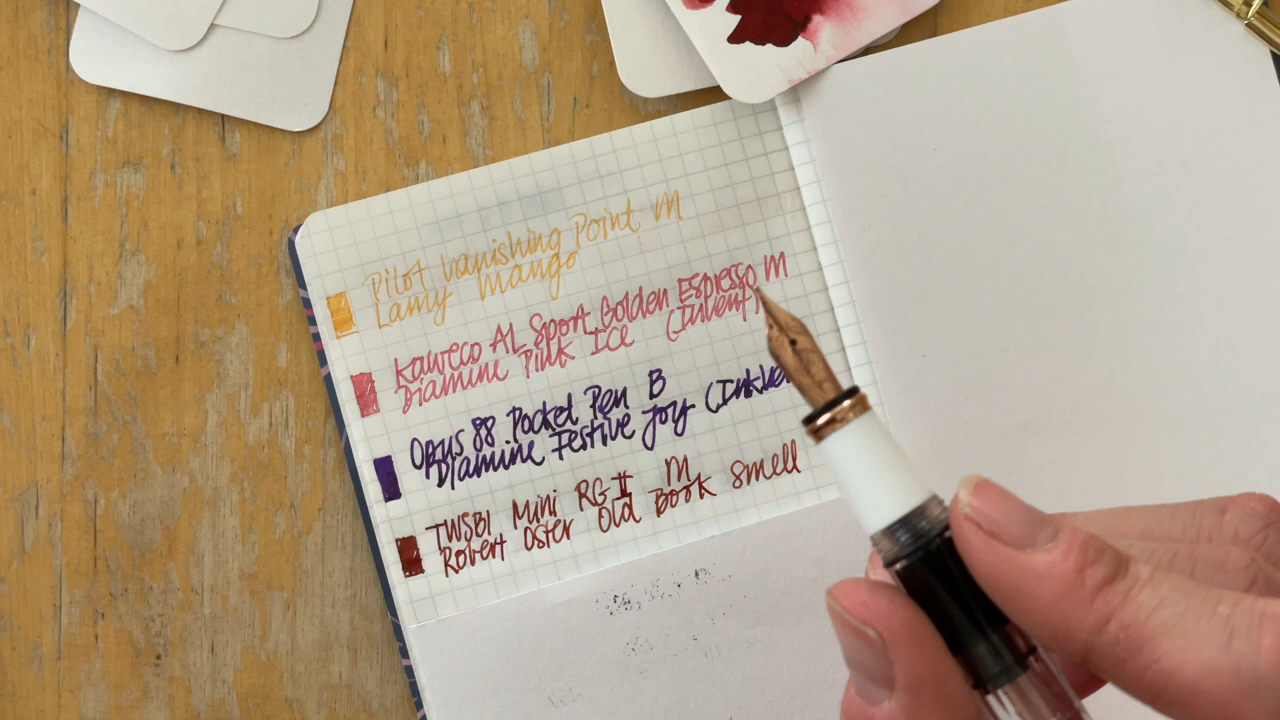 Pilot Vanishing Point M
Lamy Mango
Kaweco AL Sport Golden Espresso M
Diamine Pink Ice (Inkvent)
Opus 88 Pocket Pen B
Diamine Festive Joy
TWSBI Mini RG II M
Robert Oster Old Book Smell